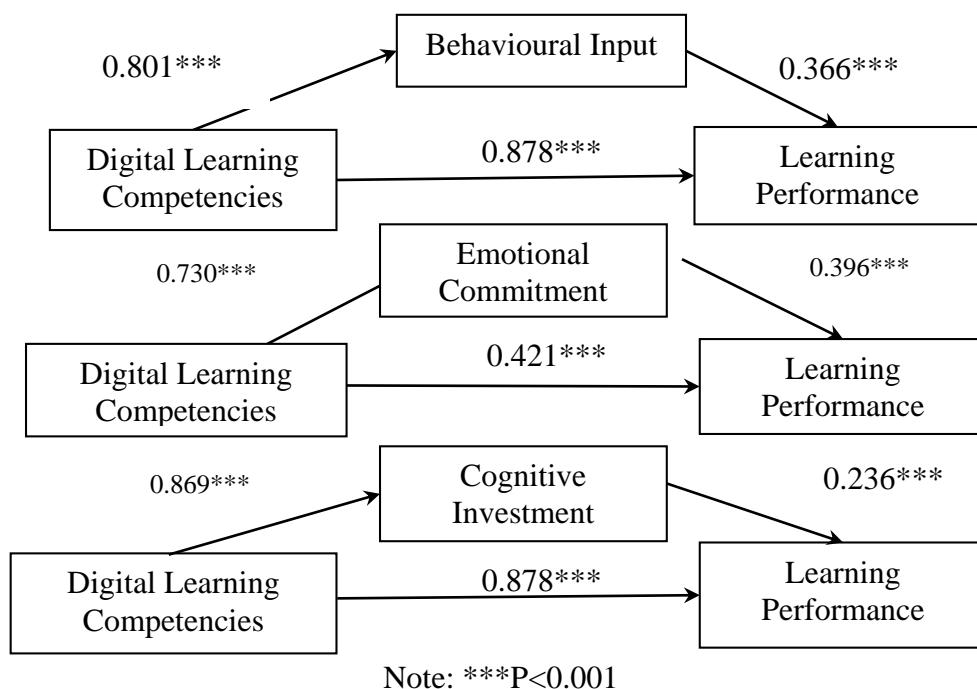 Behavioural Input
0.801***
0.366***
Digital Learning
Competencies
0.878***
Learning
Performance
Emotional
Commitment
0.730***
0.396***
Digital Learning
Competencies
0.421***
Learning
Performance
Cognitive
Investment
0.869***
0.236***
Digital Learning
Competencies
0.878***
Learning
Performance
Note: ***P<0.001